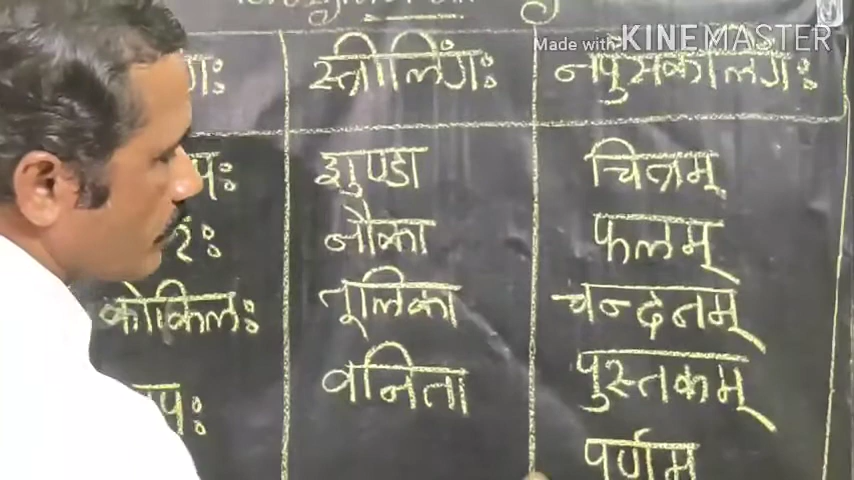 Made with KINEMASTER
स्त्रीलिंगः नपुसकलिंगः
शुण्डा चित्रम्
नौका फलम्
कोकिलः तूलिका चन्दनम्
वनिता पुस्तकम्
पर्णम